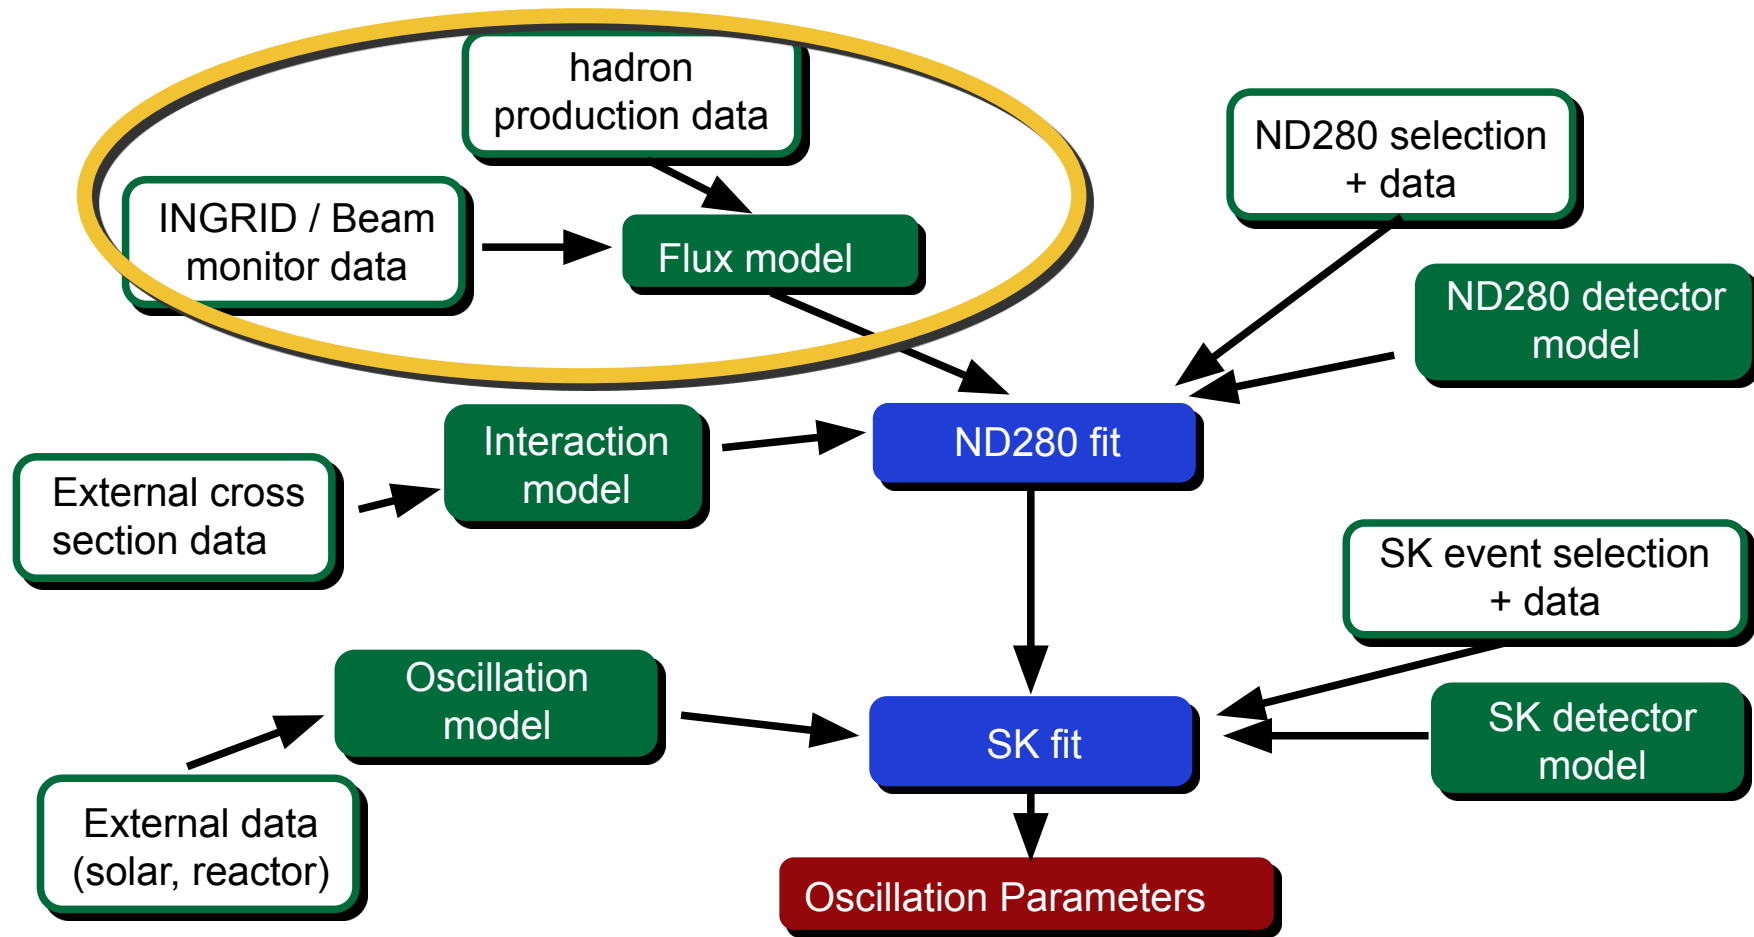 hadron
production data
INGRID / Beam
monitor data
Flux model
ND280 selection
+ data
ND280 detector
model
Interaction
model
ND280 fit
External cross
section data
SK event selection
+ data
Oscillation
model
SK fit
SK detector
model
External data
(solar, reactor)
Oscillation Parameters